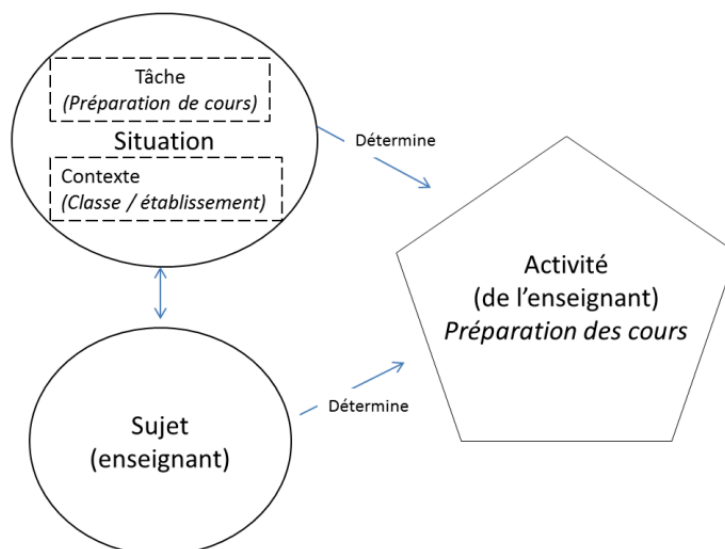 Tâche
(Préparation de cours)
Situation
Contexte
(Classe / établissement)
Détermine
Activité
(de l’enseignant)
Préparation des cours
Détermine
Sujet
(enseignant)